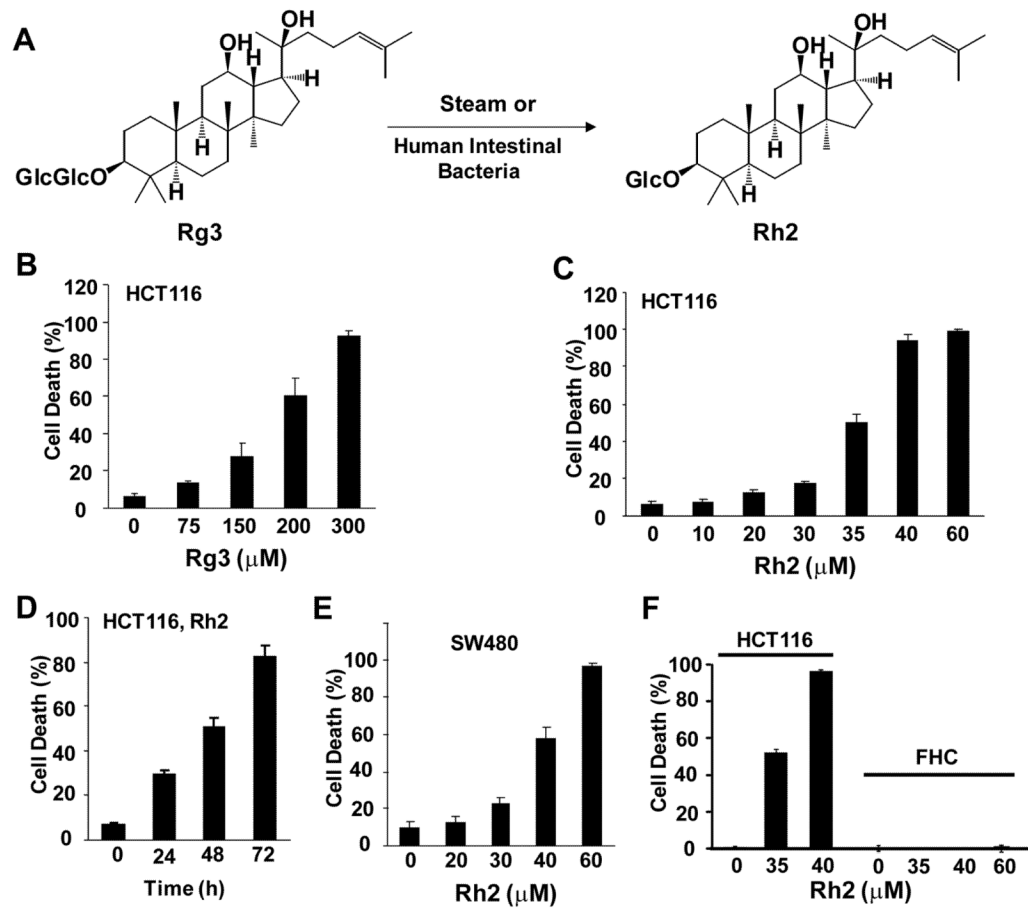 A
OH
OH
H
H
H
H
GlcGlcO
Rg3
Steam or
Human Intestinal
Bacteria
OH
OH
H
H
H
GlcO
Rh2
B
HCT116
Cell Death (%)
120
100
80
60
40
20
0
0 75 150 200 300
Rg3 (μM)
C
HCT116
Cell Death (%)
120
100
80
60
40
20
0
0 10 20 30 35 40 60
Rh2 (μM)
D
HCT116, Rh2
Cell Death (%)
100
80
60
40
20
0
0 24 48 72
Time (h)
E
SW480
Cell Death (%)
100
80
60
40
20
0
0 20 30 40 60
Rh2 (μM)
F
HCT116
FHC
Cell Death (%)
100
80
60
40
20
0
0 35 40 0 35 40 60
Rh2 (μM)